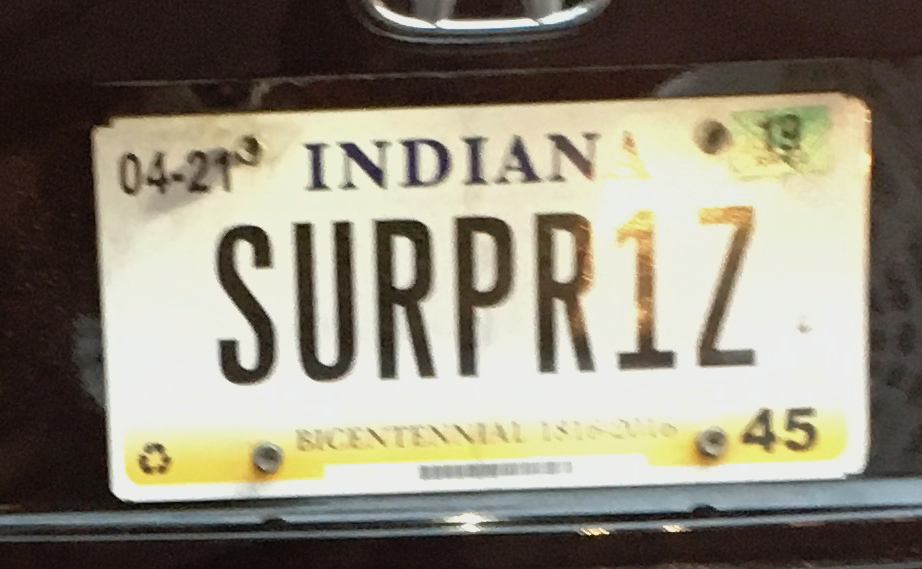 04-21 INDIANA 19
SURPR1Z
BICENTENNIAL 1816-2016 45